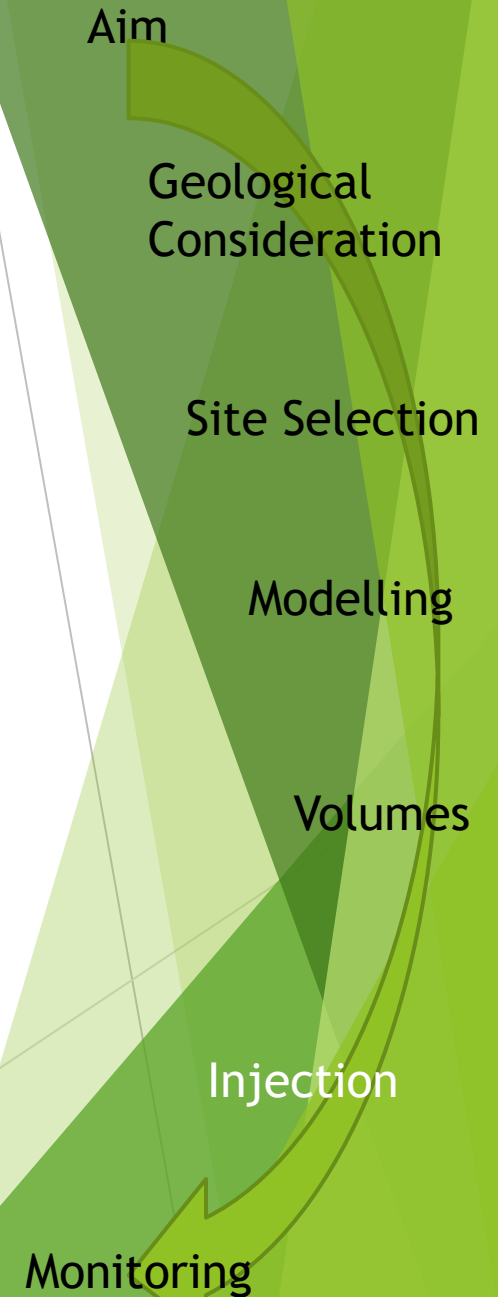 Aim
Geological
Consideration
Site Selection
Modelling
Volumes
Injection
Monitoring